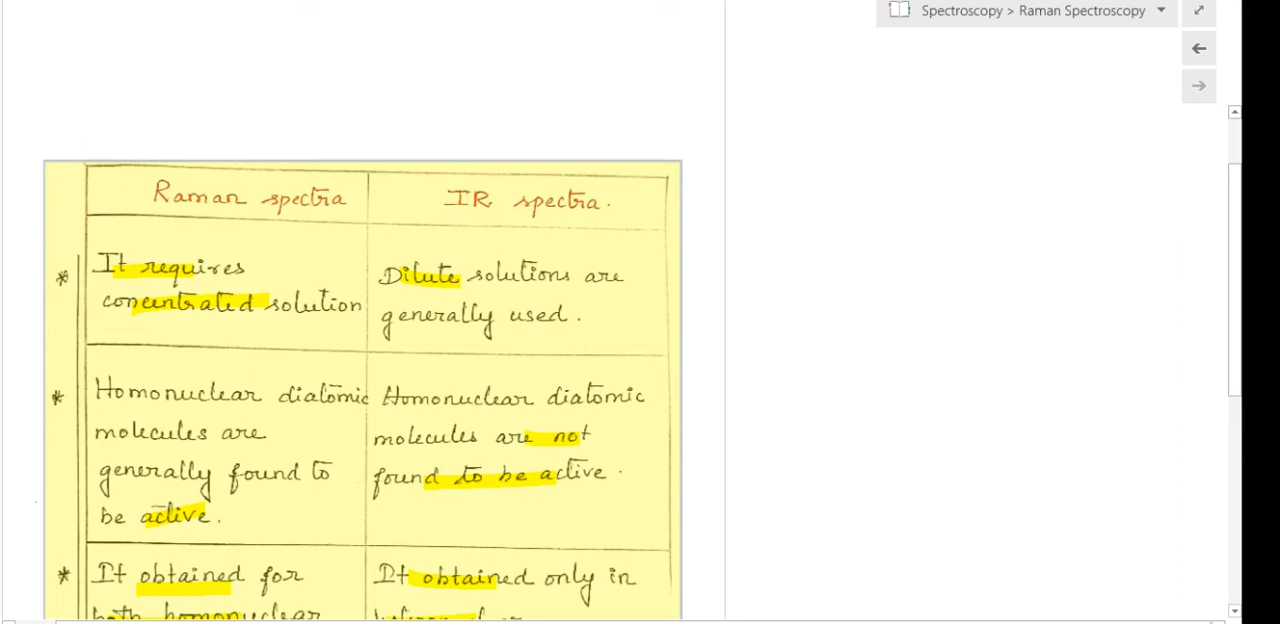 Spectroscopy > Raman Spectroscopy
Raman spectra
IR spectra.
It requires
concentrated solution
Dilute solutions are
generally used.
Homonuclear diatomic
molecules are
generally found to
be active.
Homonuclear diatomic
molecules are not
found to be active.
It obtained for
both homonuclear
It obtained only in